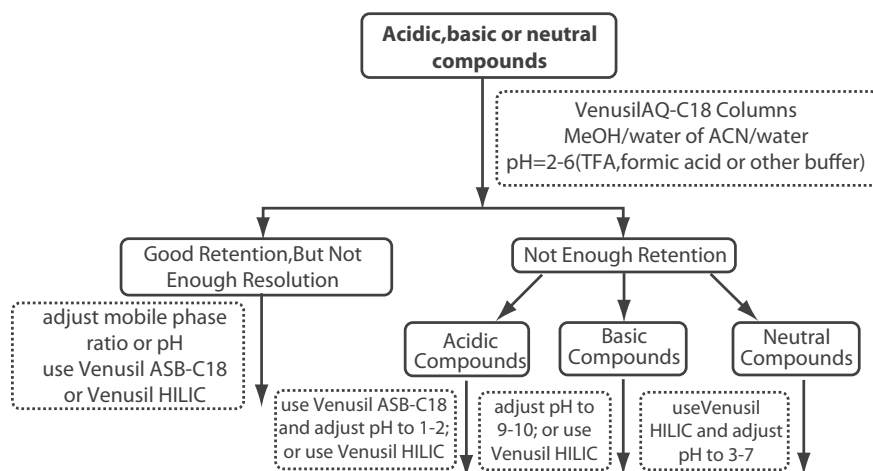 Acidic,basic or neutral
compounds
VenusilAQ-C18 Columns
MeOH/water of ACN/water
pH=2-6(TFA,formic acid or other buffer)
Good Retention,But Not
Enough Resolution
Not Enough Retention
adjust mobile phase
ratio or pH
use Venusil ASB-C18
or Venusil HILIC
Acidic
Compounds
Basic
Compounds
Neutral
Compounds
use Venusil ASB-C18
and adjust pH to 1-2;
or use Venusil HILIC
adjust pH to
9-10; or use
Venusil HILIC
useVenusil
HILIC and adjust
pH to 3-7